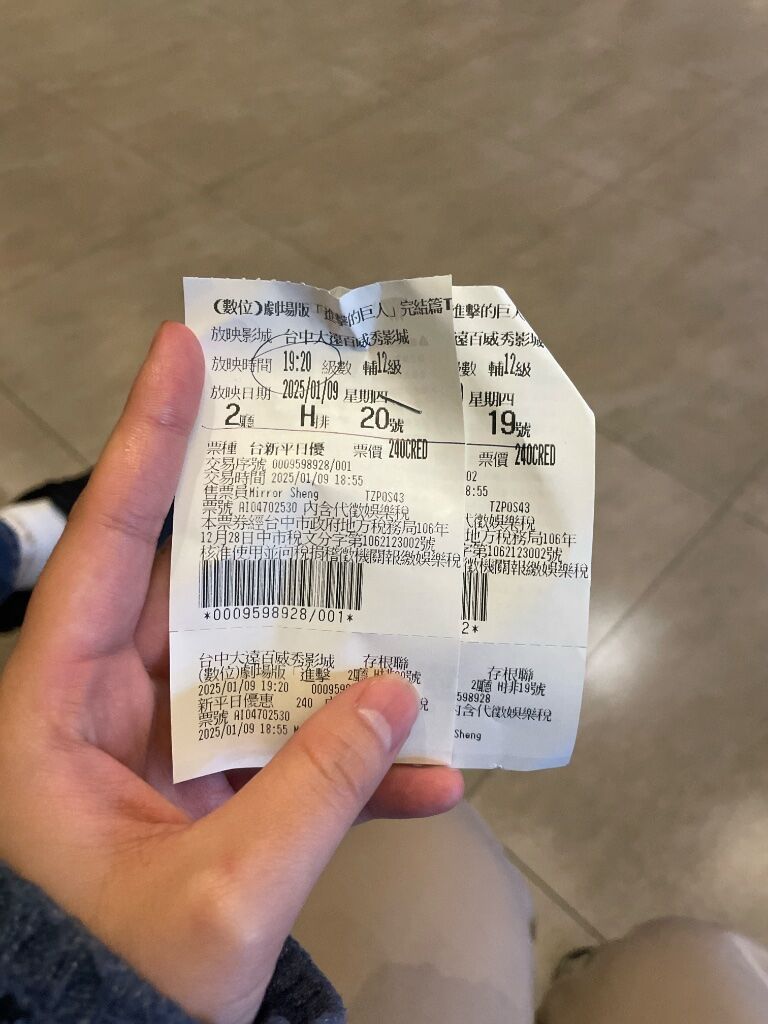 (數位)劇場版「進擊的巨人」完結篇T
放映影城 台中大遠百威秀影城
放映時間 19:20 級數 輔12級
放映日期 2025/01/09 星期四
2廳 H排 20號
票種 台新平日優 票價 240CRED
交易序號 0009598928/001
交易時間 2025/01/09 18:55
售票員Mirror Sheng TZPOS43
票號 AI04702530 內含代徵娛樂稅
本票券經台中市政府地方稅務局106年
12月28日中市稅文分字第1062123002號
核准使用並向稅捐稽徵機關報繳娛樂稅
*0009598928/001*
台中大遠百威秀影城 存根聯
(數位)劇場版「進擊 2廳 H排20號
2025/01/09 19:20 00095
新平日優惠 240
票號 AI04702530 稅
2025/01/09 18:55 M
進擊的巨人
遠百威秀影城
級數 輔12級
星期四
19號
票價 240CRED
02
8:55
TZPOS43
代徵娛樂稅
地方稅務局106年
字第1062123002號
徵機關報繳娛樂稅
2*
存根聯
2廳 H排19號
598928
內含代徵娛樂稅
Sheng